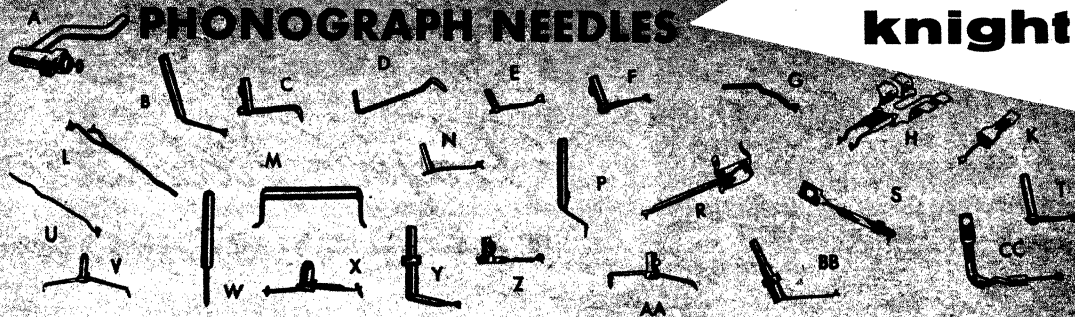 A PHONOGRAPH NEEDLES knight
B C D E F G H K
L M N P R S T
U V W X Y Z AA BB CC